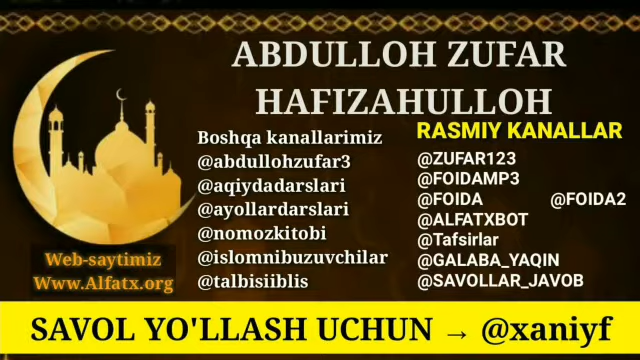 ABDULLOH ZUFAR
HAFIZAHULLOH
Boshqa kanallarimiz
@abdullohzufar3
@aqiydadarslari
@ayollardarslari
@nomozkitobi
@islomnibuzuvchilar
@talbisiiblis
RASMIY KANALLAR
@ZUFAR123
@FOIDAMP3
@FOIDA @FOIDA2
@ALFATXBOT
@Tafsirlar
@GALABA_YAQIN
@SAVOLLAR_JAVOB
Web-saytimiz
Www.Alfatx.org
SAVOL YO'LLASH UCHUN → @xaniyf